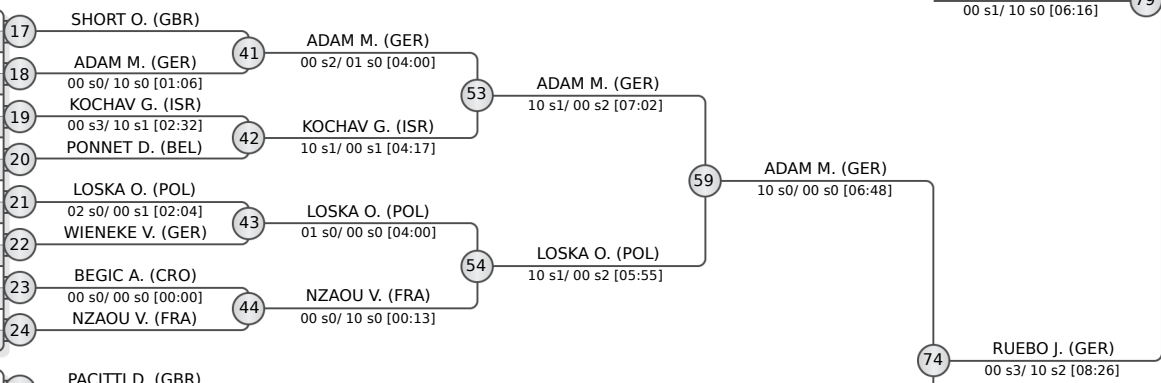 00 s1/ 10 s0 [06:16]
79
17
SHORT O. (GBR)
41
ADAM M. (GER)
00 s2/ 01 s0 [04:00]
18
ADAM M. (GER)
00 s0/ 10 s0 [01:06]
53
ADAM M. (GER)
10 s1/ 00 s2 [07:02]
19
KOCHAV G. (ISR)
00 s3/ 10 s1 [02:32]
42
KOCHAV G. (ISR)
10 s1/ 00 s1 [04:17]
20
PONNET D. (BEL)
59
ADAM M. (GER)
10 s0/ 00 s0 [06:48]
21
LOSKA O. (POL)
02 s0/ 00 s1 [02:04]
43
LOSKA O. (POL)
01 s0/ 00 s0 [04:00]
22
WIENEKE V. (GER)
54
LOSKA O. (POL)
10 s1/ 00 s2 [05:55]
23
BEGIC A. (CRO)
00 s0/ 00 s0 [00:00]
44
NZAOU V. (FRA)
00 s0/ 10 s0 [00:13]
24
NZAOU V. (FRA)
74
RUEBO J. (GER)
00 s3/ 10 s2 [08:26]
PACITTI D. (GBR)